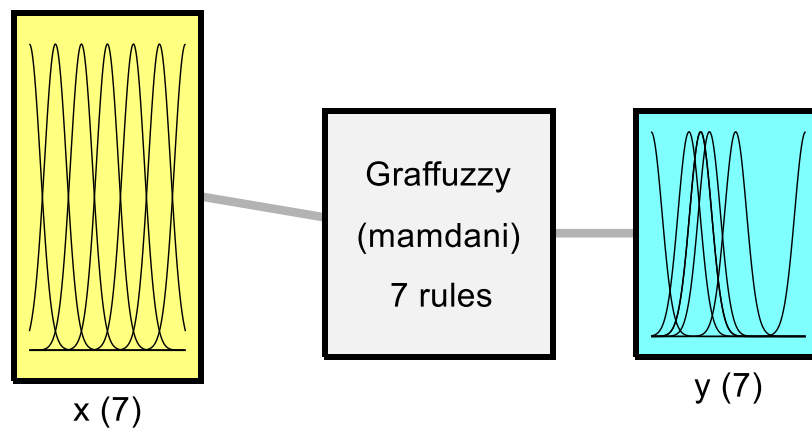 Graffuzzy
(mamdani)
7 rules
x (7)
y (7)